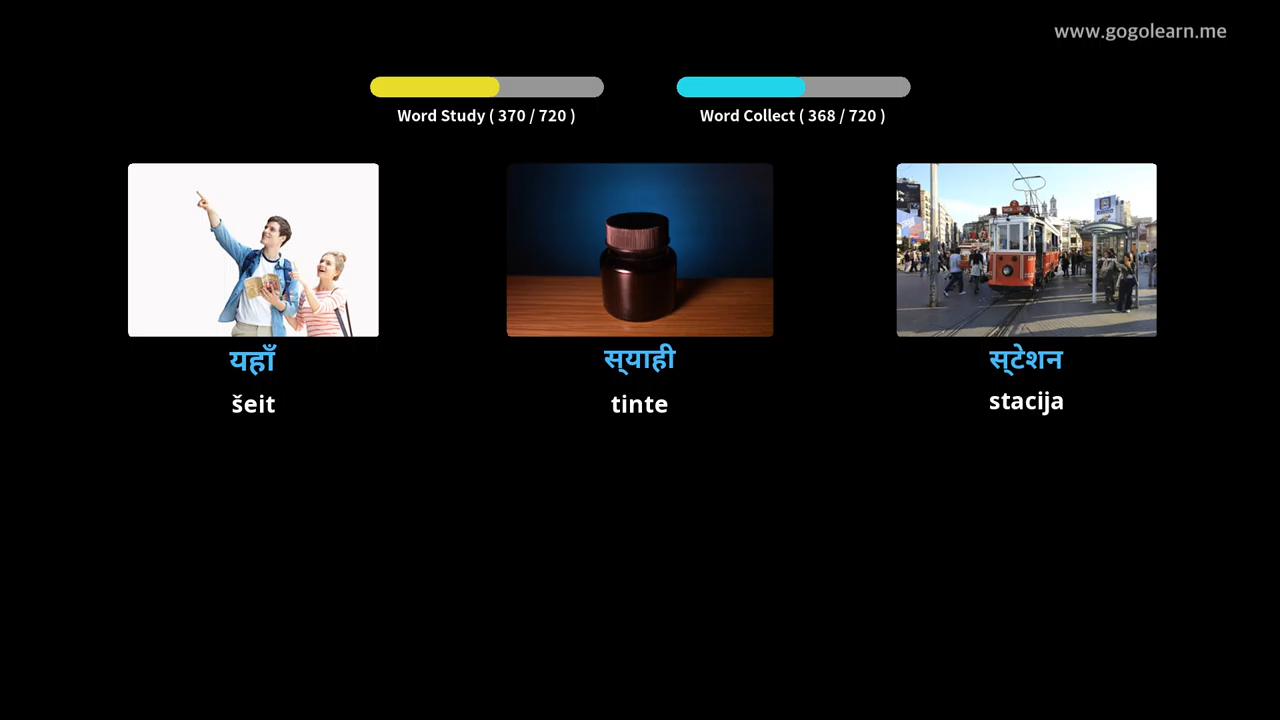 www.gogolearn.me
Word Study ( 370 / 720 )
Word Collect ( 368 / 720 )
यहाँ
स्याही
स्टेशन
šeit
tinte
stacija